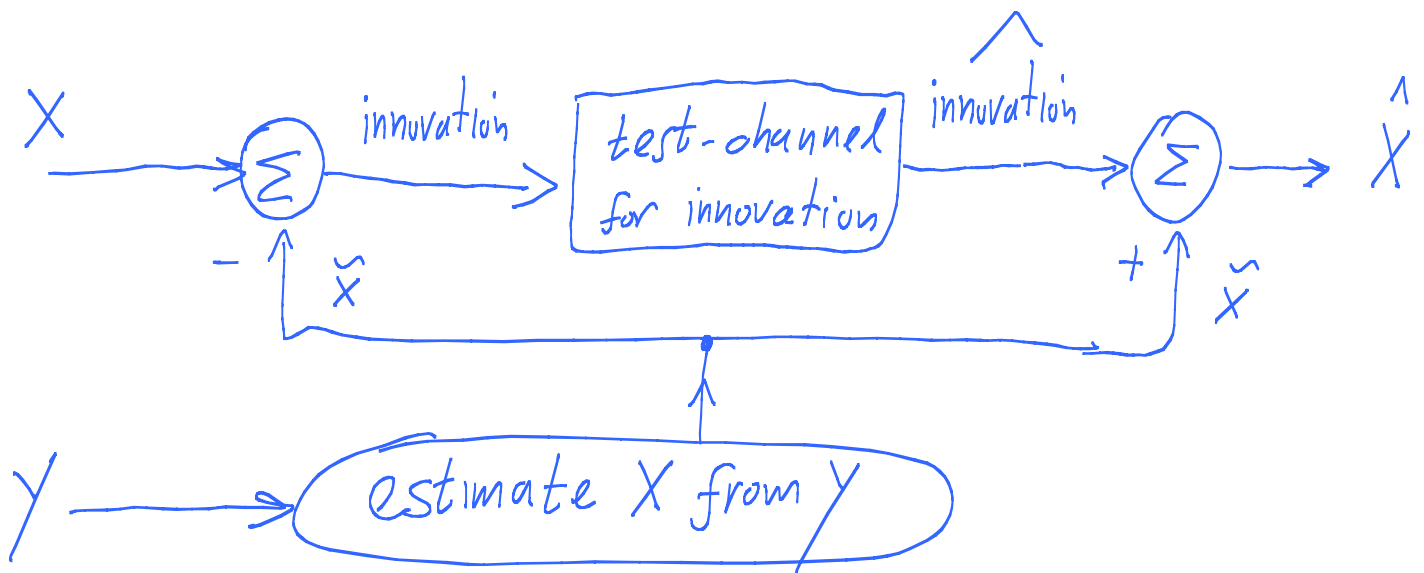 X
Σ
innovation
test-channel
for innovation
innovation
^
Σ
X̂
-
x̃
+
x̃
Y
estimate X from Y